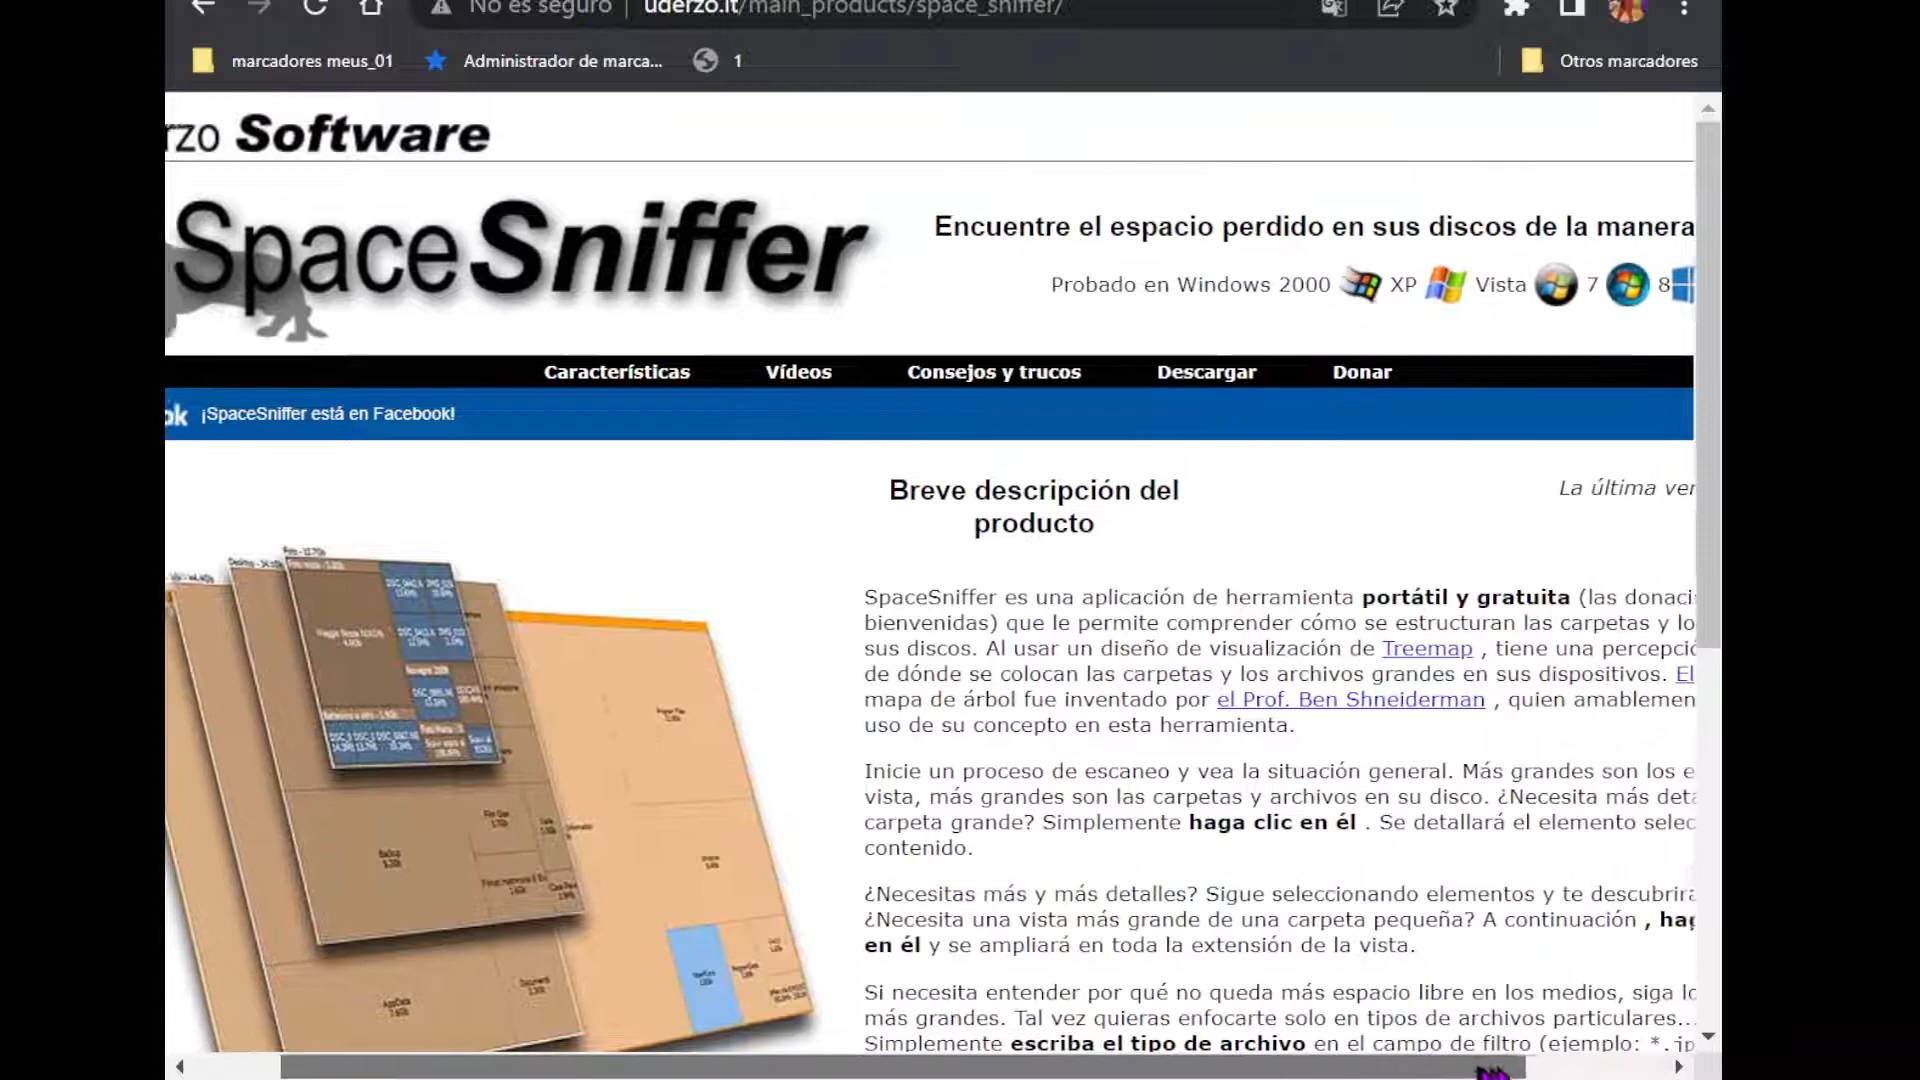 No es seguro | uderzo.it/main_products/space_sniffer/
marcadores meus_01
Administrador de marca...
1
Otros marcadores
rzo Software
SpaceSniffer
Encuentre el espacio perdido en sus discos de la manera
Probado en Windows 2000 XP Vista 7 8
Características
Vídeos
Consejos y trucos
Descargar
Donar
ok ¡SpaceSniffer está en Facebook!
Breve descripción del
producto
La última ver
SpaceSniffer es una aplicación de herramienta portátil y gratuita (las donaci
bienvenidas) que le permite comprender cómo se estructuran las carpetas y lo
sus discos. Al usar un diseño de visualización de Treemap , tiene una percepci
de dónde se colocan las carpetas y los archivos grandes en sus dispositivos. El
mapa de árbol fue inventado por el Prof. Ben Shneiderman , quien amablemen
uso de su concepto en esta herramienta.
Inicie un proceso de escaneo y vea la situación general. Más grandes son los e
vista, más grandes son las carpetas y archivos en su disco. ¿Necesita más deta
carpeta grande? Simplemente haga clic en él . Se detallará el elemento selec
contenido.
¿Necesitas más y más detalles? Sigue seleccionando elementos y te descubrirá
¿Necesita una vista más grande de una carpeta pequeña? A continuación , hag
en él y se ampliará en toda la extensión de la vista.
Si necesita entender por qué no queda más espacio libre en los medios, siga lo
más grandes. Tal vez quieras enfocarte solo en tipos de archivos particulares...
Simplemente escriba el tipo de archivo en el campo de filtro (ejemplo: *.jp
Backup
AppData
Documenti